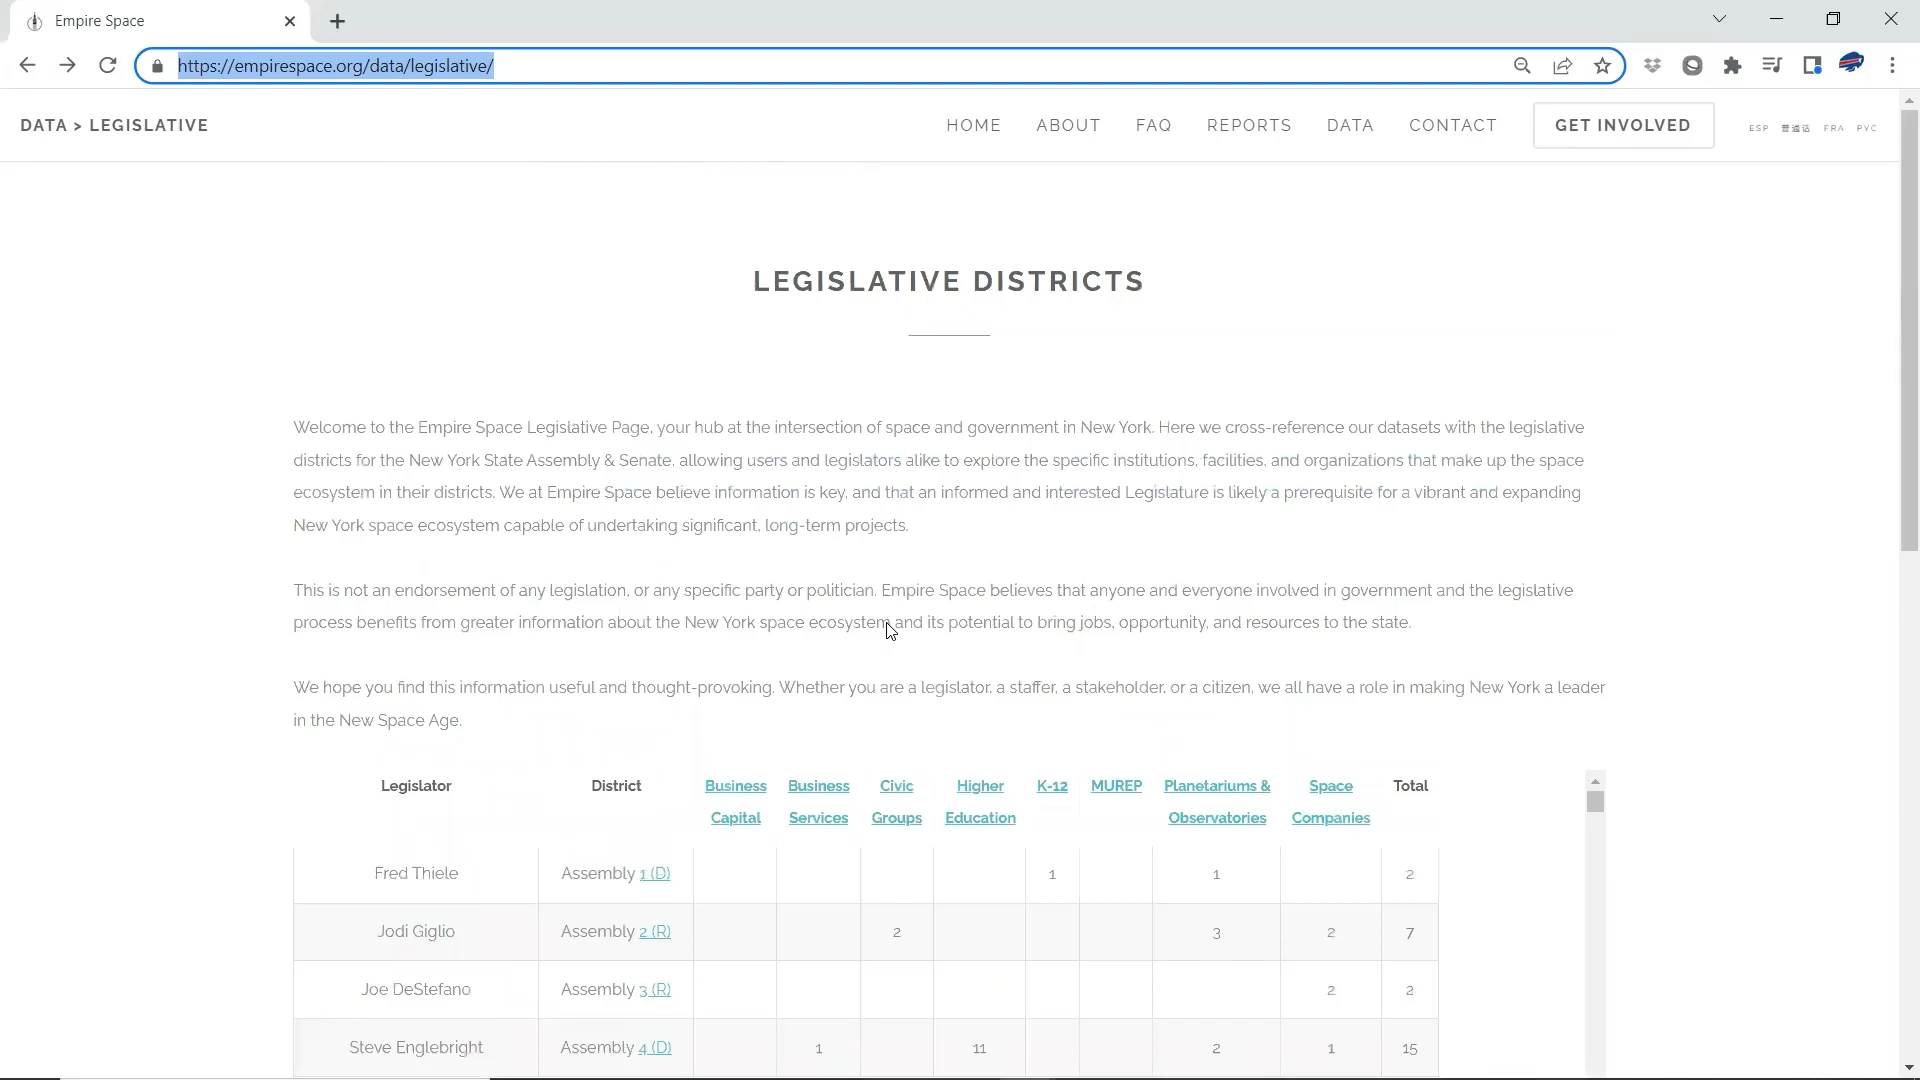 Empire Space
https://empirespace.org/data/legislative/
DATA > LEGISLATIVE
HOME ABOUT FAQ REPORTS DATA CONTACT GET INVOLVED ESP 普通话 FRA РУС
LEGISLATIVE DISTRICTS
Welcome to the Empire Space Legislative Page, your hub at the intersection of space and government in New York. Here we cross-reference our datasets with the legislative
districts for the New York State Assembly & Senate, allowing users and legislators alike to explore the specific institutions, facilities, and organizations that make up the space
ecosystem in their districts. We at Empire Space believe information is key, and that an informed and interested Legislature is likely a prerequisite for a vibrant and expanding
New York space ecosystem capable of undertaking significant, long-term projects.
This is not an endorsement of any legislation, or any specific party or politician. Empire Space believes that anyone and everyone involved in government and the legislative
process benefits from greater information about the New York space ecosystem and its potential to bring jobs, opportunity, and resources to the state.
We hope you find this information useful and thought-provoking. Whether you are a legislator, a staffer, a stakeholder, or a citizen, we all have a role in making New York a leader
in the New Space Age.
Legislator District Business Business Civic Higher K-12 MUREP Planetariums & Space Total
Capital Services Groups Education Observatories Companies
Fred Thiele Assembly 1 (D) 1 1 2
Jodi Giglio Assembly 2 (R) 2 3 2 7
Joe DeStefano Assembly 3 (R) 2 2
Steve Englebright Assembly 4 (D) 1 11 2 1 15